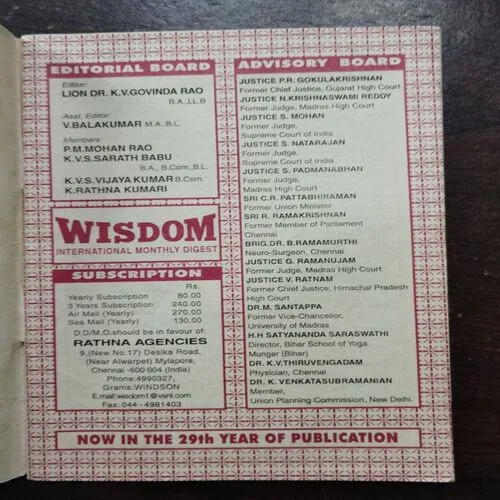 EDITORIAL BOARD
Editor:
LION DR. K.V.GOVINDA RAO
B.A.,LL.B
Asst. Editor:
V.BALAKUMAR M.A.,B.L.
Members:
P.M.MOHAN RAO
K.V.S.SARATH BABU
B.A., B.Com.,B.L.
K.V.S.VIJAYA KUMAR B.Com.
K.RATHNA KUMARI
WISDOM
INTERNATIONAL MONTHLY DIGEST
SUBSCRIPTION
Rs.
Yearly Subscription 80.00
3 Years Subscription 240.00
Air Mail (Yearly) 270.00
Sea Mail (Yearly) 130.00
D.D/M.O.should be in favour of:
RATHNA AGENCIES
9,(New No:17) Desika Road,
(Near Alwarpet) Mylapore,
Chennai -600 004 (India)
Phone:4990327,
Grams:WINDSON
E.mail:wisdom1@vsnl.com
Fax:044 - 4981403
ADVISORY BOARD
JUSTICE P.R. GOKULAKRISHNAN
Former Chief Justice, Gujarat High Court
JUSTICE N.KRISHNASWAMI REDDY
Former Judge, Madras High Court
JUSTICE S. MOHAN
Former Judge,
Supreme Court of India
JUSTICE S. NATARAJAN
Former Judge,
Supreme Court of India
JUSTICE S. PADMANABHAN
Former Judge,
Madras High Court
SRI C.R. PATTABHIRAMAN
Former Union Minister
SRI R. RAMAKRISHNAN
Former Member of Parliament
Chennai
BRIG.DR. B.RAMAMURTHI
Neuro-Surgeon, Chennai
JUSTICE G. RAMANUJAM
Former Judge, Madras High Court
JUSTICE V. RATNAM
Former Chief Justice, Himachal Pradesh
High Court
DR.M. SANTAPPA
Former Vice-Chancellor,
University of Madras
H.H SATYANANDA SARASWATHI
Director, Bihar School of Yoga
Munger (Bihar)
DR. K.V.THIRUVENGADAM
Physician, Chennai
DR. K. VENKATASUBRAMANIAN
Member,
Union Planning Commission, New Delhi.
NOW IN THE 29th YEAR OF PUBLICATION